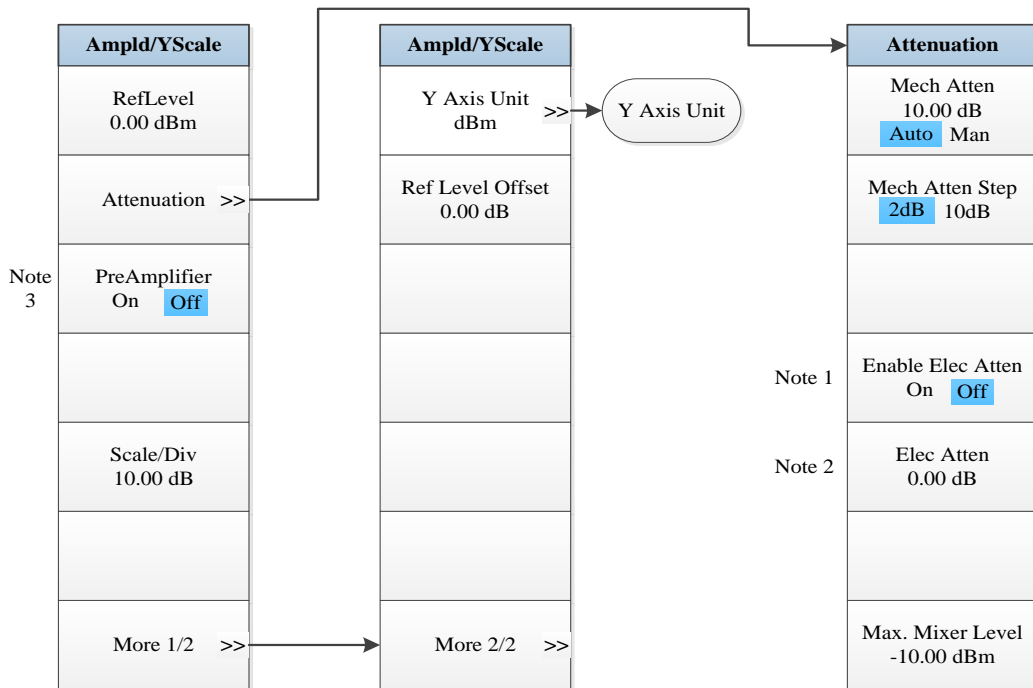 Ampld/YScale
RefLevel
0.00 dBm
Attenuation >>
Note
3
PreAmplifier
On Off
Scale/Div
10.00 dB
More 1/2 >>
Ampld/YScale
Y Axis Unit
dBm
>>
Y Axis Unit
Ref Level Offset
0.00 dB
More 2/2 >>
Attenuation
Mech Atten
10.00 dB
Auto Man
Mech Atten Step
2dB 10dB
Note 1
Enable Elec Atten
On Off
Note 2
Elec Atten
0.00 dB
Max. Mixer Level
-10.00 dBm